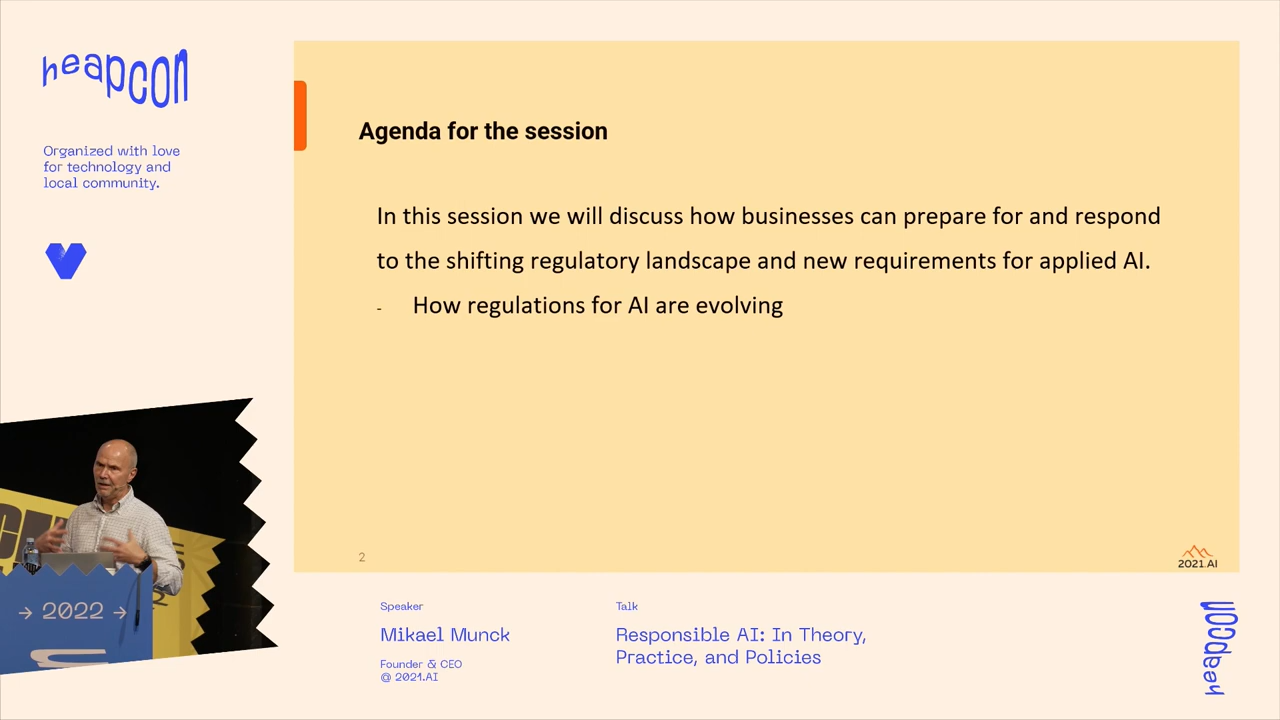 heapcon
Organized with love
for technology and
local community.
Agenda for the session
In this session we will discuss how businesses can prepare for and respond
to the shifting regulatory landscape and new requirements for applied AI.
- How regulations for AI are evolving
2
2021.AI
→ 2022 →
Speaker
Mikael Munck
Founder & CEO
@ 2021.AI
Talk
Responsible AI: In Theory,
Practice, and Policies
heapcon